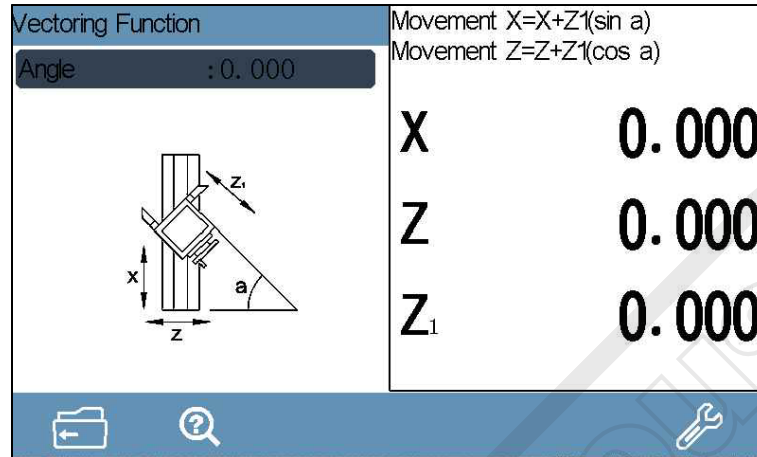 Vectoring Function
Angle :0.000
Z1
X
a
Z
Movement X=X+Z1(sin a)
Movement Z=Z+Z1(cos a)
X 0.000
Z 0.000
Z1 0.000
?